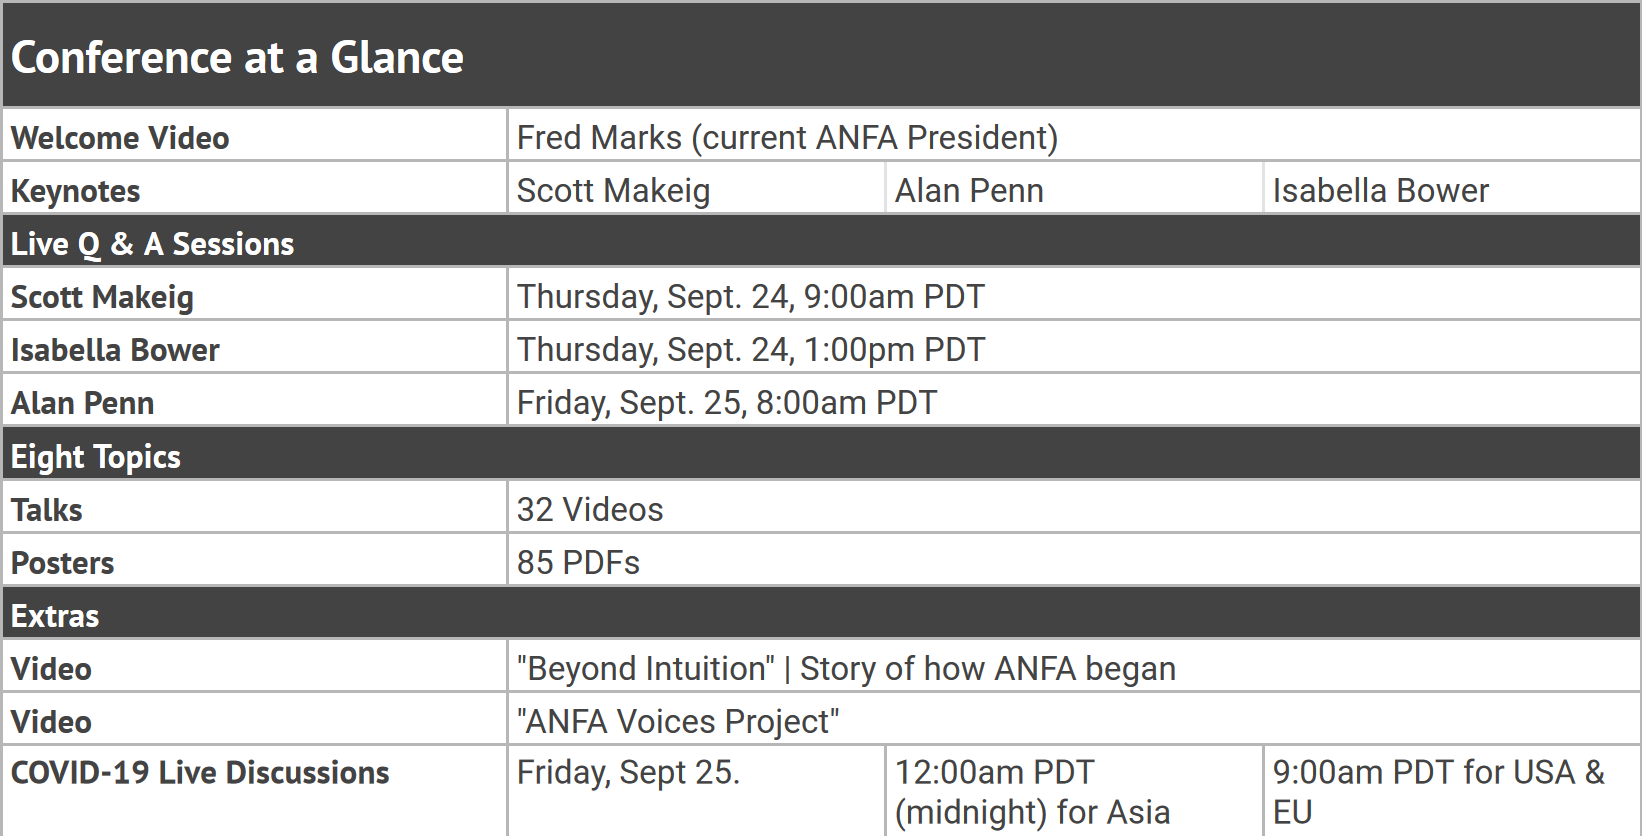 Conference at a Glance
Welcome Video Fred Marks (current ANFA President)
Keynotes Scott Makeig Alan Penn Isabella Bower
Live Q & A Sessions
Scott Makeig Thursday, Sept. 24, 9:00am PDT
Isabella Bower Thursday, Sept. 24, 1:00pm PDT
Alan Penn Friday, Sept. 25, 8:00am PDT
Eight Topics
Talks 32 Videos
Posters 85 PDFs
Extras
Video "Beyond Intuition" | Story of how ANFA began
Video "ANFA Voices Project"
COVID-19 Live Discussions Friday, Sept 25. 12:00am PDT 9:00am PDT for USA &
(midnight) for Asia EU